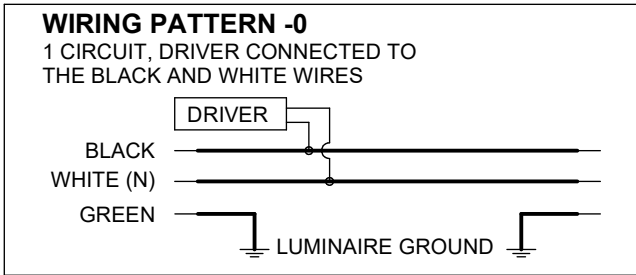 WIRING PATTERN -0
1 CIRCUIT, DRIVER CONNECTED TO
THE BLACK AND WHITE WIRES
DRIVER
BLACK
WHITE (N)
GREEN
LUMINAIRE GROUND